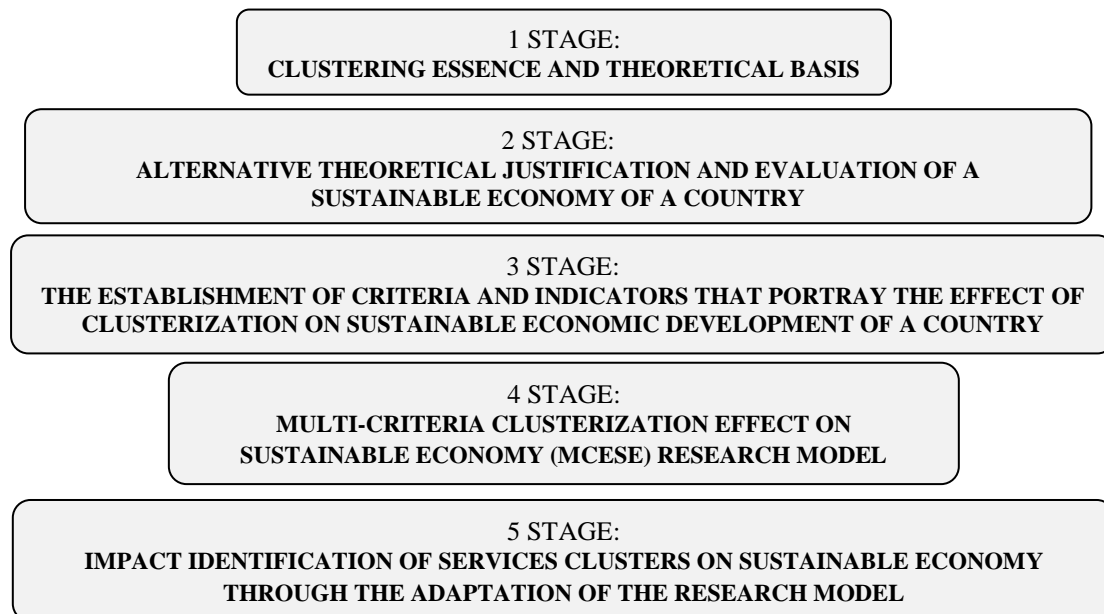 1 STAGE:
CLUSTERING ESSENCE AND THEORETICAL BASIS
2 STAGE:
ALTERNATIVE THEORETICAL JUSTIFICATION AND EVALUATION OF A
SUSTAINABLE ECONOMY OF A COUNTRY
3 STAGE:
THE ESTABLISHMENT OF CRITERIA AND INDICATORS THAT PORTRAY THE EFFECT OF
CLUSTERIZATION ON SUSTAINABLE ECONOMIC DEVELOPMENT OF A COUNTRY
4 STAGE:
MULTI-CRITERIA CLUSTERIZATION EFFECT ON
SUSTAINABLE ECONOMY (MCESE) RESEARCH MODEL
5 STAGE:
IMPACT IDENTIFICATION OF SERVICES CLUSTERS ON SUSTAINABLE ECONOMY
THROUGH THE ADAPTATION OF THE RESEARCH MODEL